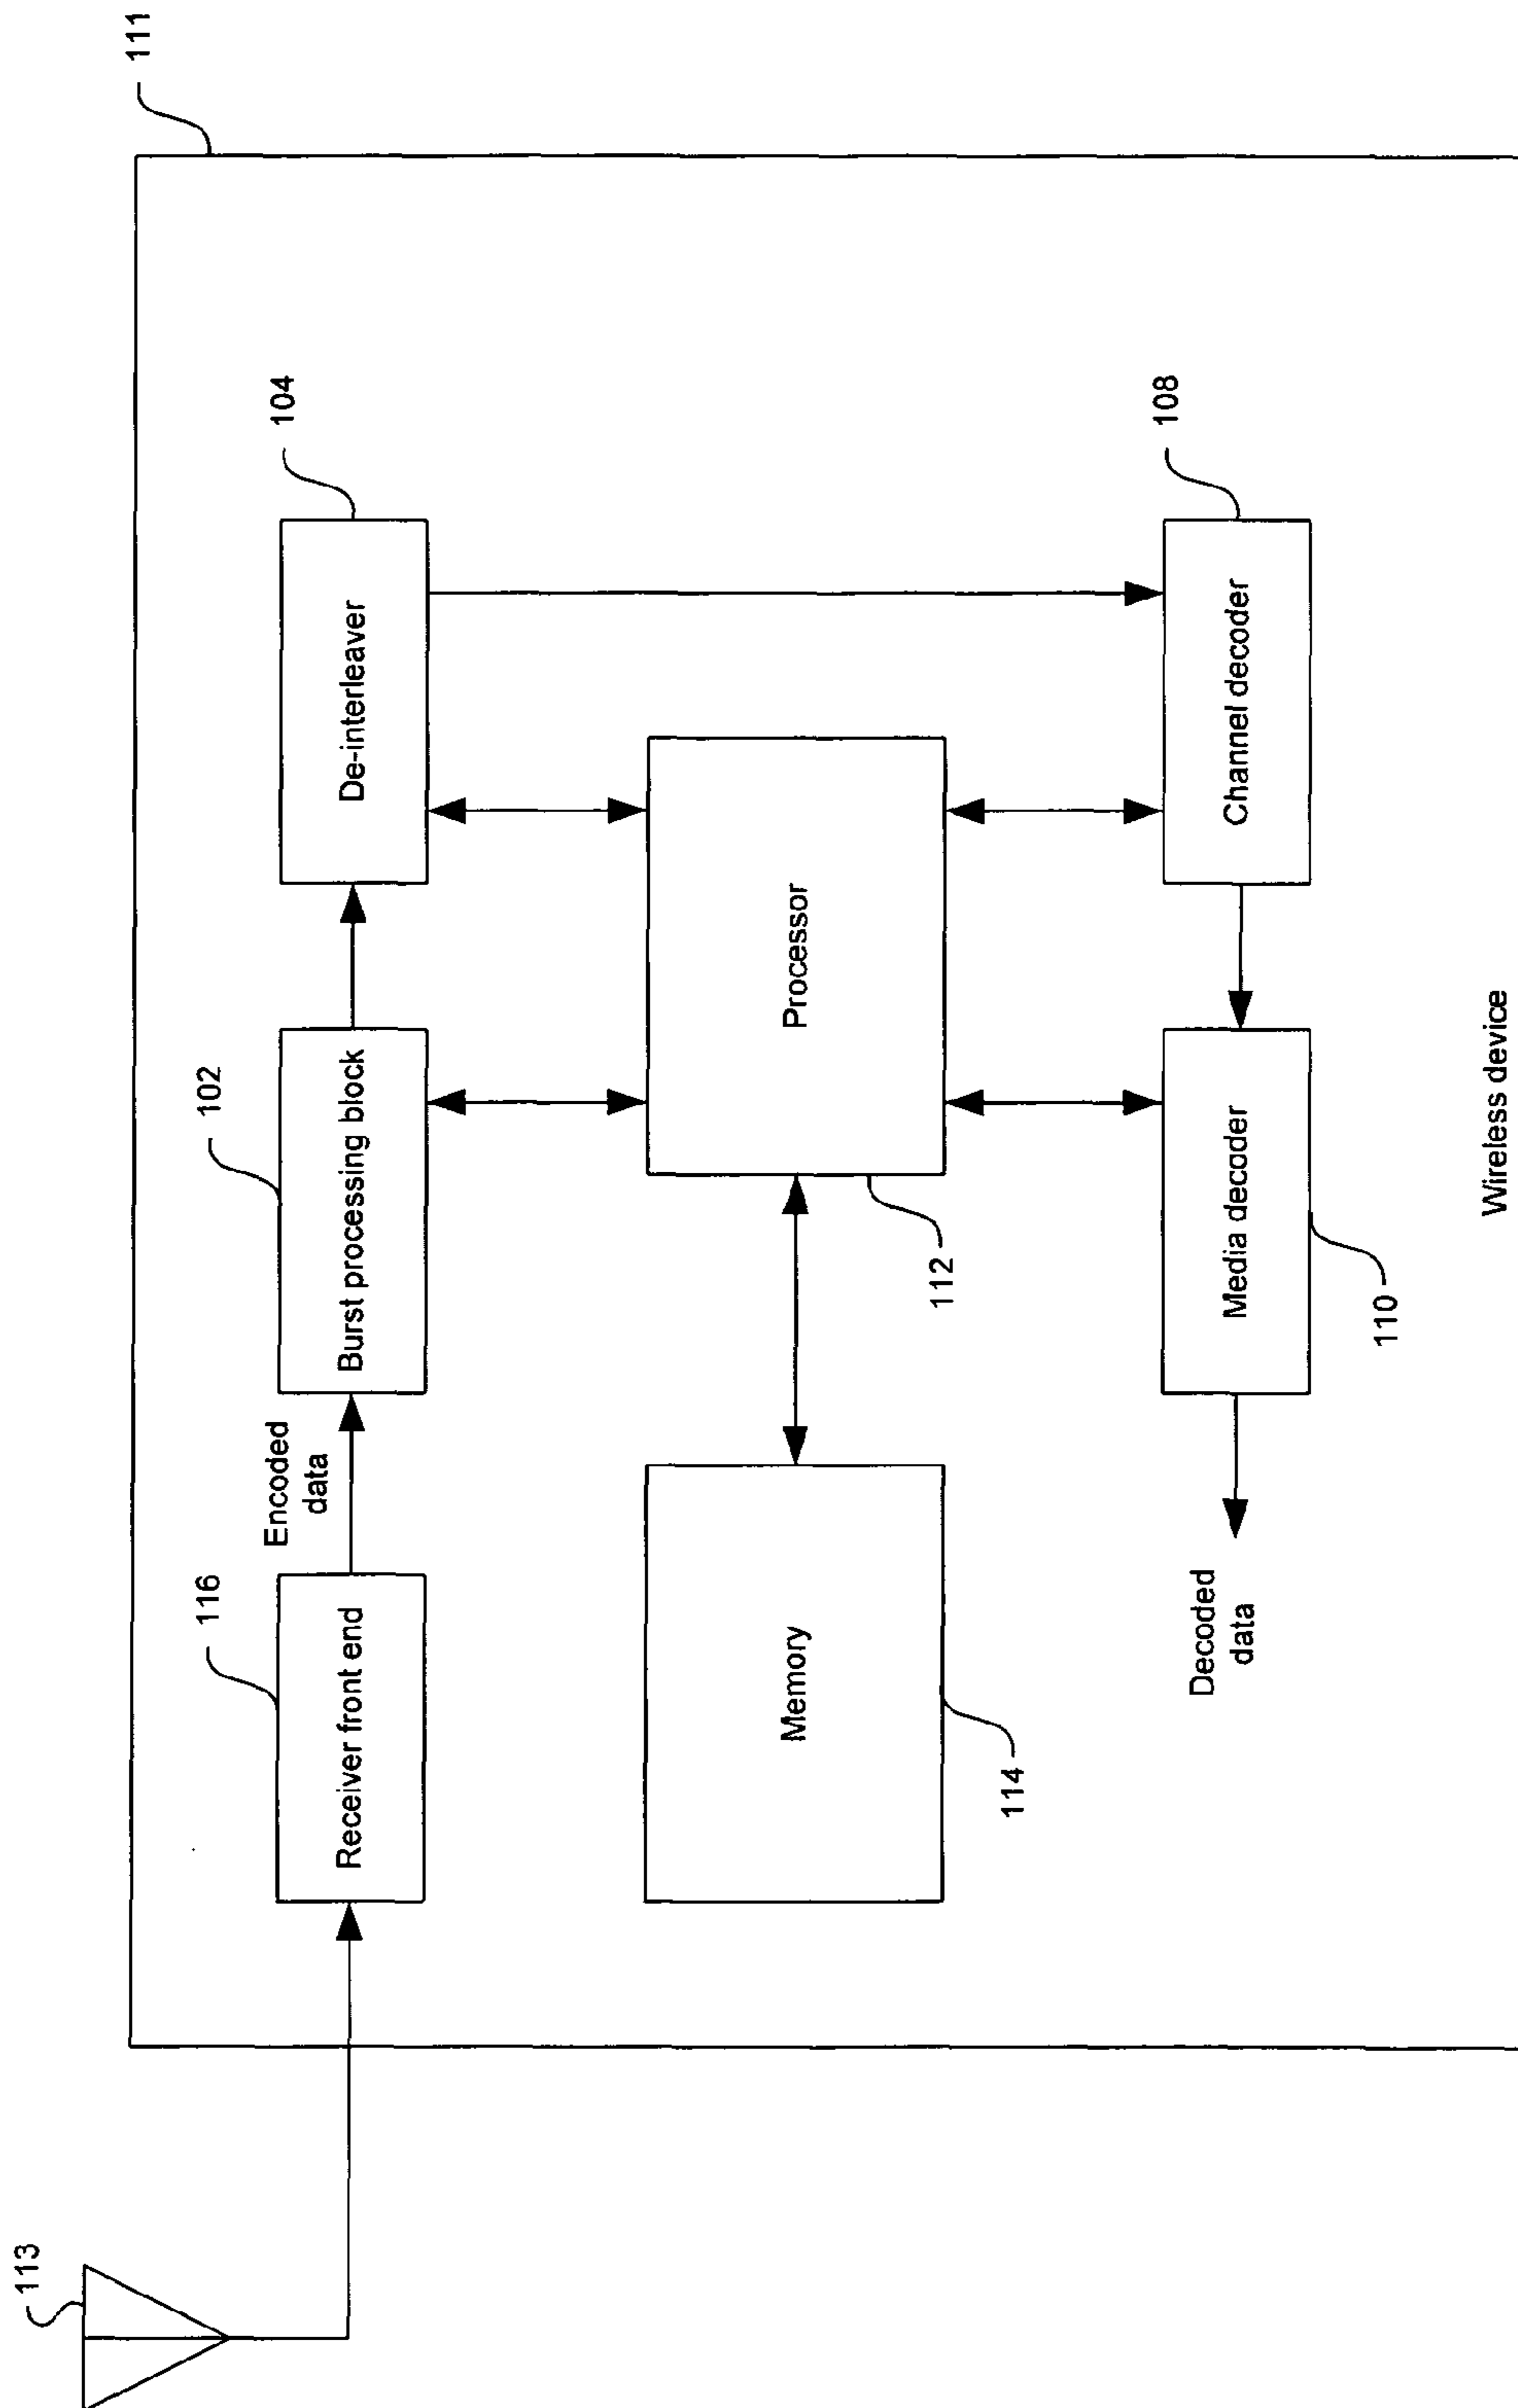 113
111
116
Receiver front end
Encoded
data
102
Burst processing block
104
De-interleaver
Memory
114
Processor
112
Decoded
data
Media decoder
110
Channel decoder
108
Wireless device